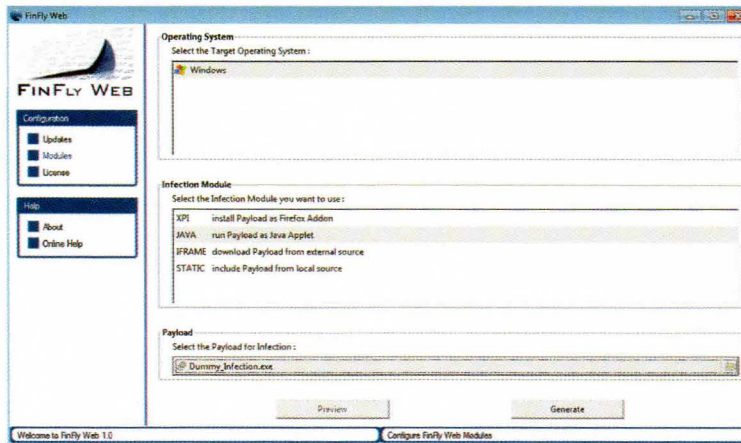 FinFly Web
FINFLY WEB
Configuration
Updates
Modules
License
Help
About
Online Help
Operating System
Select the Target Operating System :
Windows
Infection Module
Select the Infection Module you want to use :
XPI install Payload as Firefox Addon
JAVA run Payload as Java Applet
IFRAME download Payload from external source
STATIC include Payload from local source
Payload
Select the Payload for Infection :
Dummy_Infection.exe
Preview
Generate
Welcome to FinFly Web 1.0
Configure FinFly Web Modules